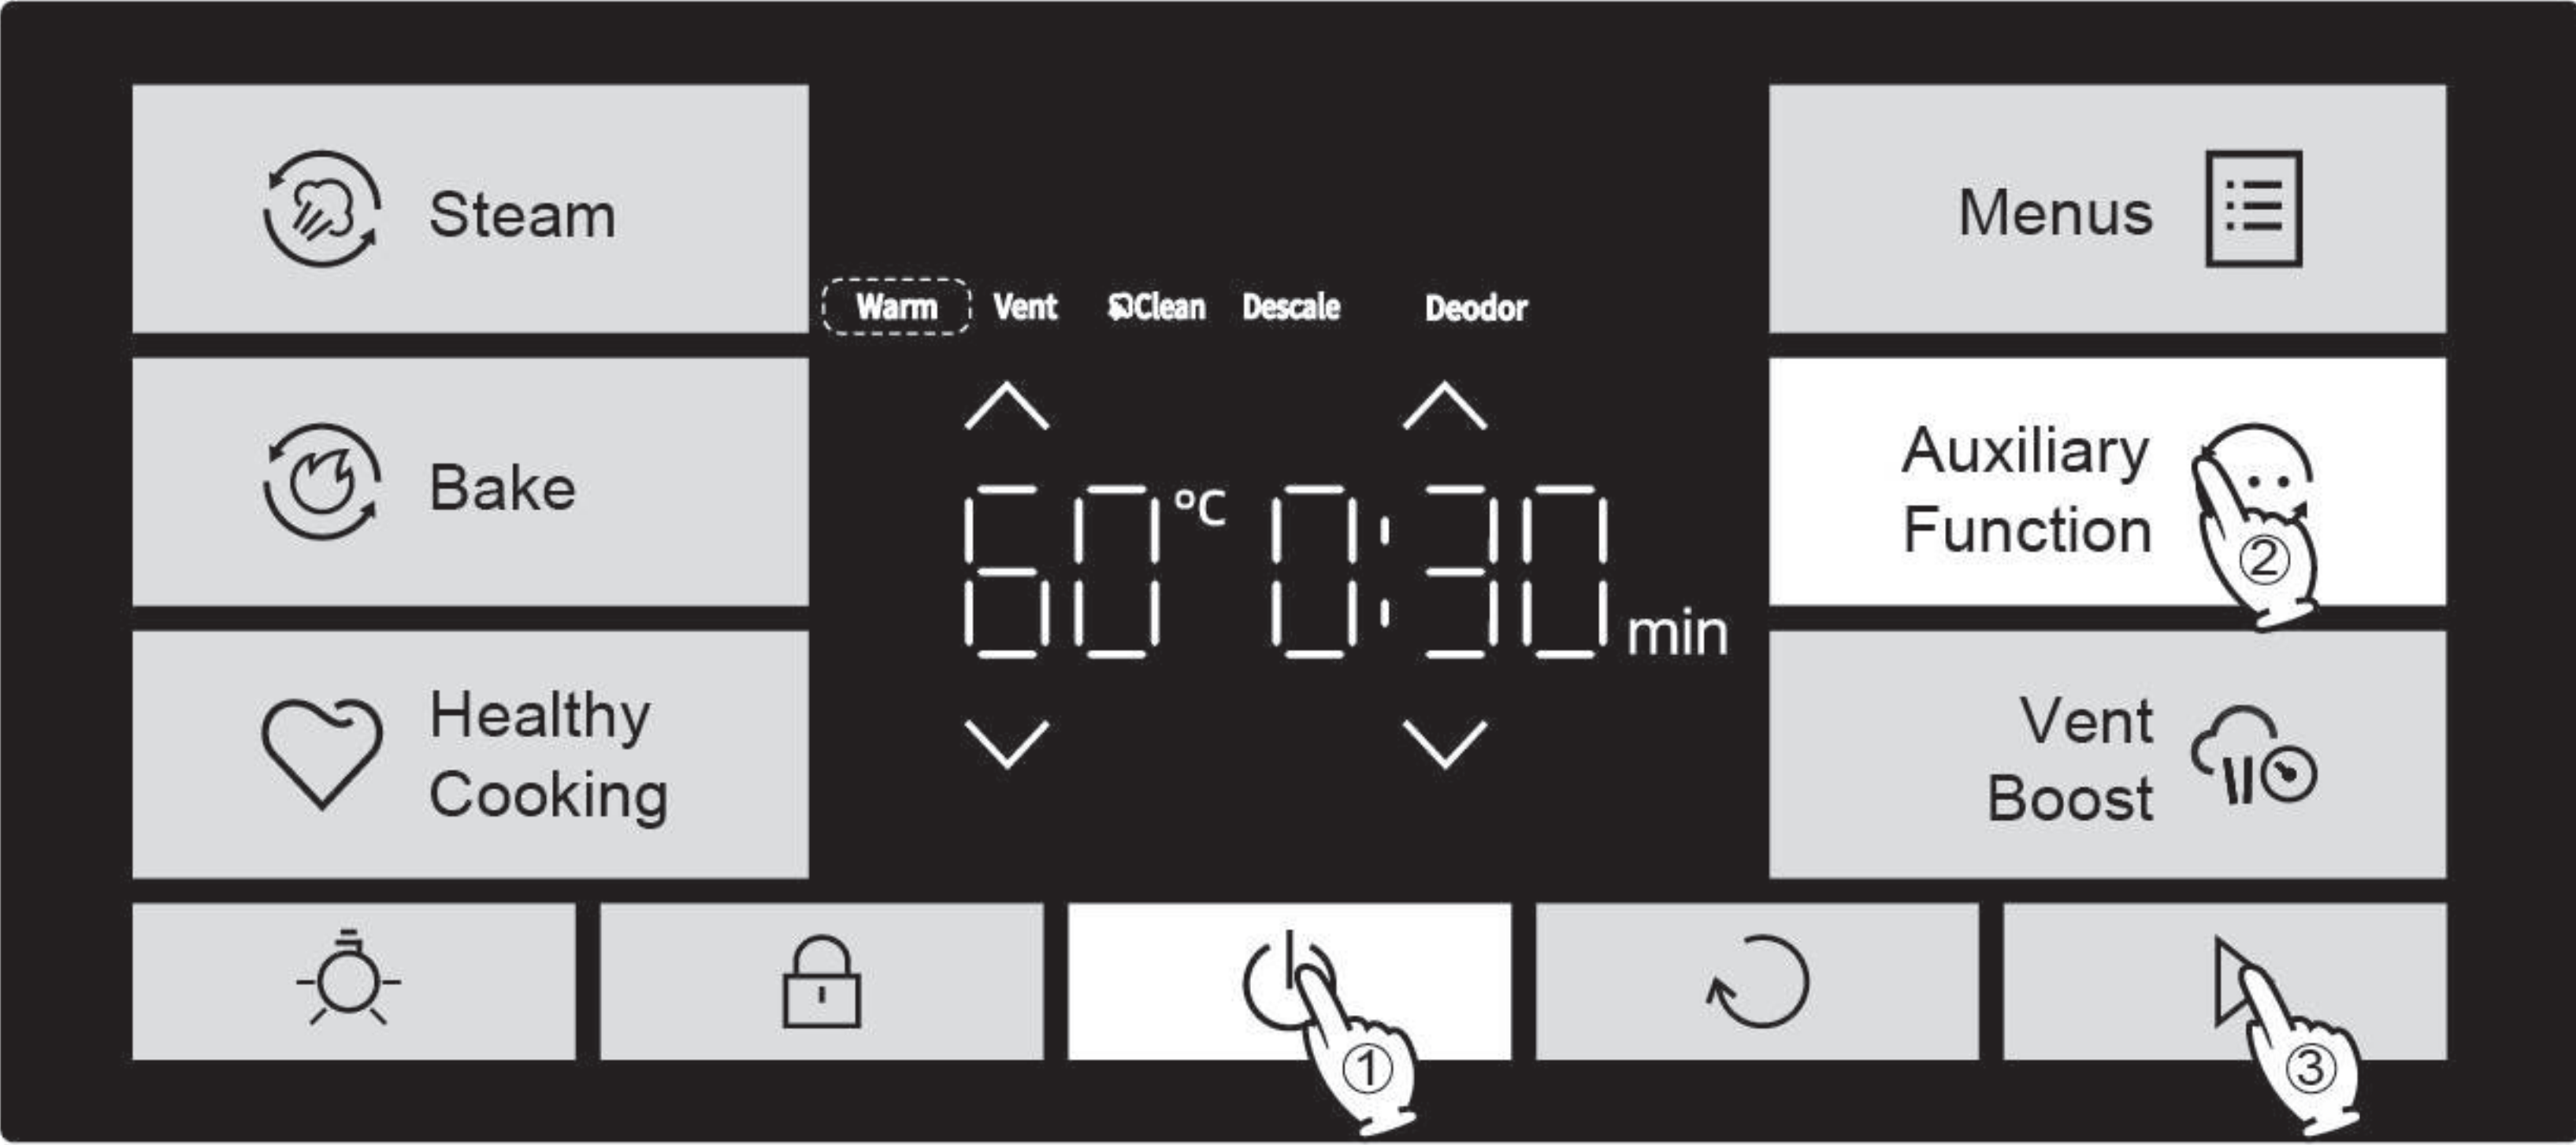 Steam
Menus
Warm Vent Clean Descale Deodor
Bake
60 °C 0:30 min
Auxiliary
Function
②
Healthy
Cooking
Vent
Boost
①
③